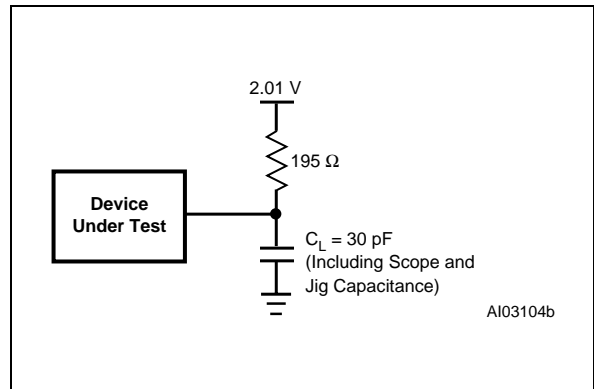 2.01 V
195 Ω
Device
Under Test
C_L = 30 pF
(Including Scope and
Jig Capacitance)
AI03104b